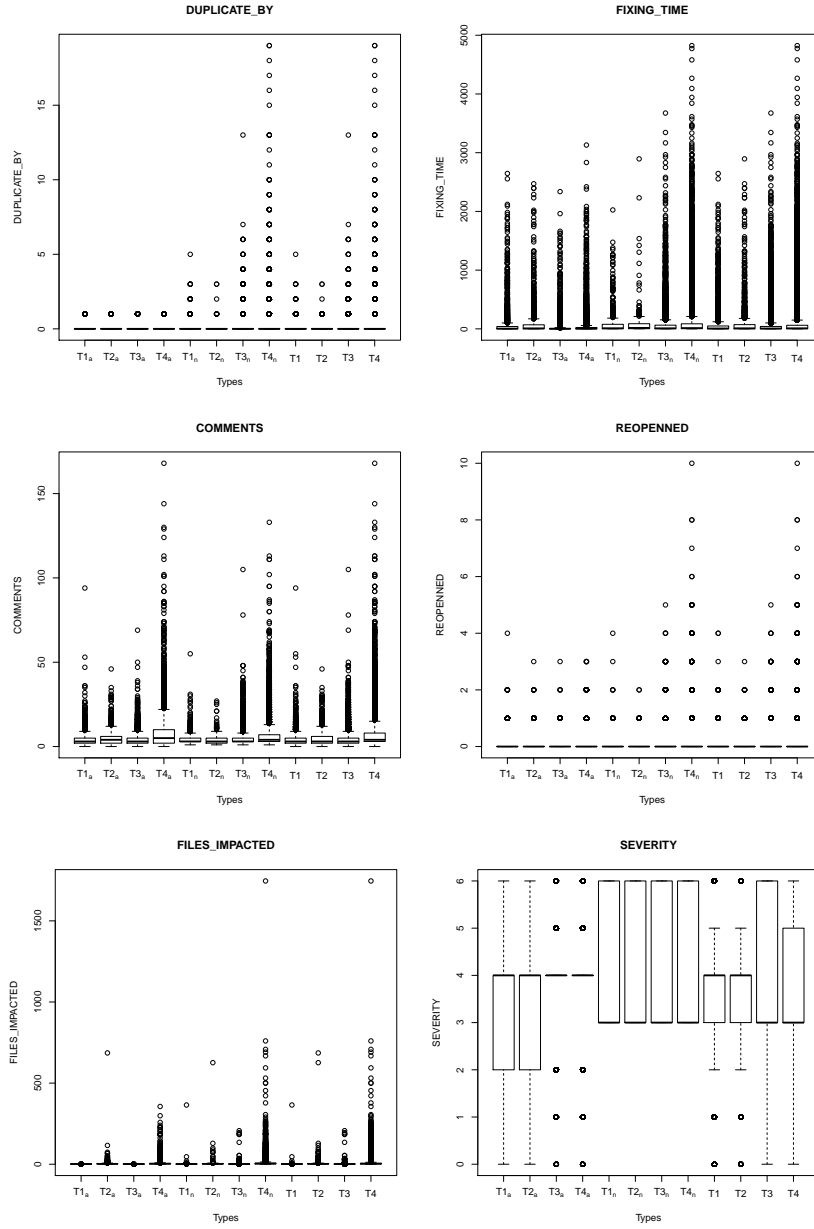 DUPLICATE_BY
DUPLICATE_BY
15
10
5
0
T1a T2a T3a T4a T1n T2n T3n T4n T1 T2 T3 T4
Types
FIXING_TIME
FIXING_TIME
5000
4000
3000
2000
1000
0
T1a T2a T3a T4a T1n T2n T3n T4n T1 T2 T3 T4
Types
COMMENTS
COMMENTS
150
100
50
0
T1a T2a T3a T4a T1n T2n T3n T4n T1 T2 T3 T4
Types
REOPENNED
REOPENNED
10
8
6
4
2
0
T1a T2a T3a T4a T1n T2n T3n T4n T1 T2 T3 T4
Types
FILES_IMPACTED
FILES_IMPACTED
1500
1000
500
0
T1a T2a T3a T4a T1n T2n T3n T4n T1 T2 T3 T4
Types
SEVERITY
SEVERITY
6
5
4
3
2
1
0
T1a T2a T3a T4a T1n T2n T3n T4n T1 T2 T3 T4
Types